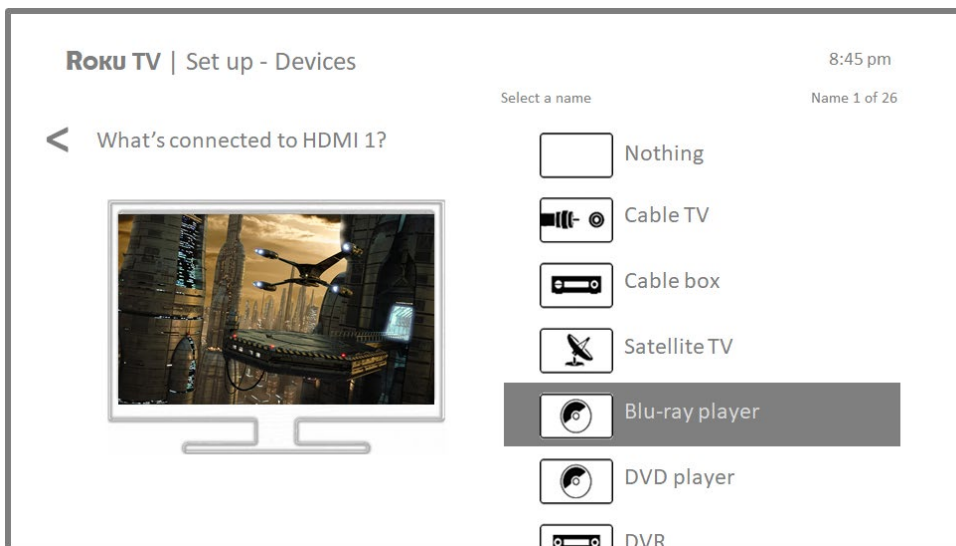 Roku TV | Set up - Devices
8:45 pm
Select a name
Name 1 of 26
< What's connected to HDMI 1?
Nothing
Cable TV
Cable box
Satellite TV
Blu-ray player
DVD player
DVR